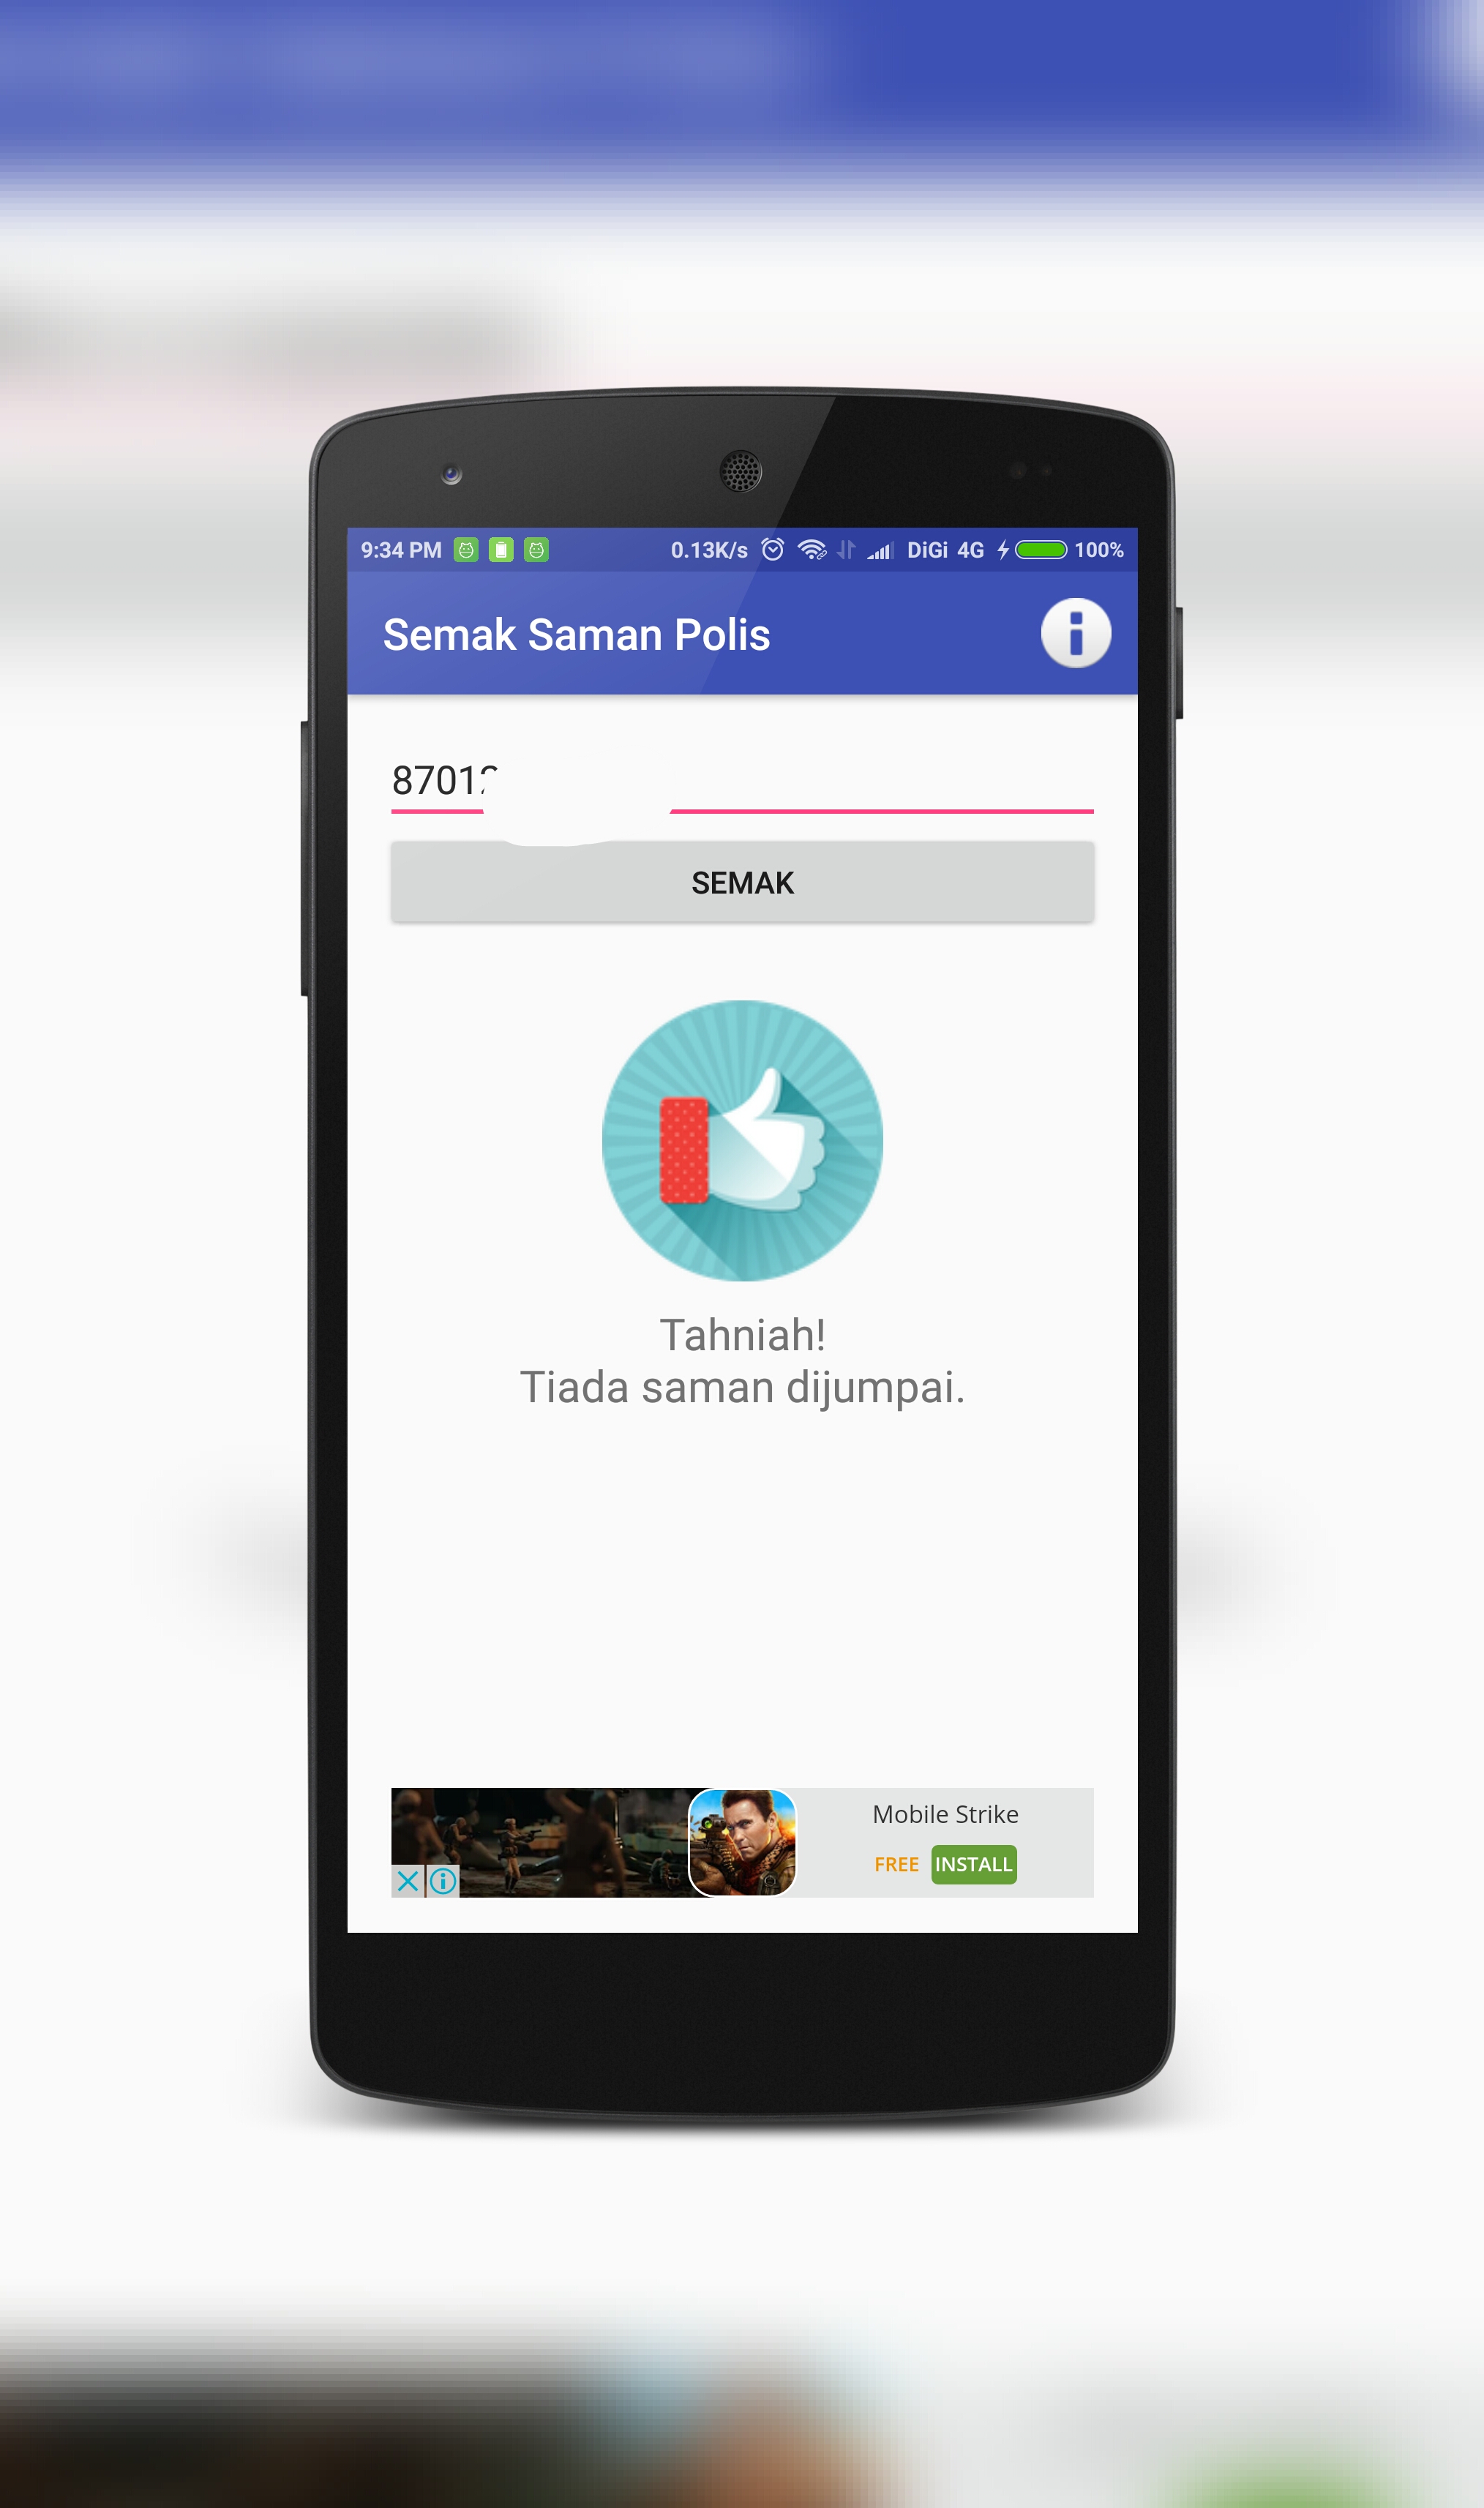 9:34 PM 0.13K/s DiGi 4G 100%
Semak Saman Polis
8701
SEMAK
Tahniah!
Tiada saman dijumpai.
Mobile Strike
FREE INSTALL